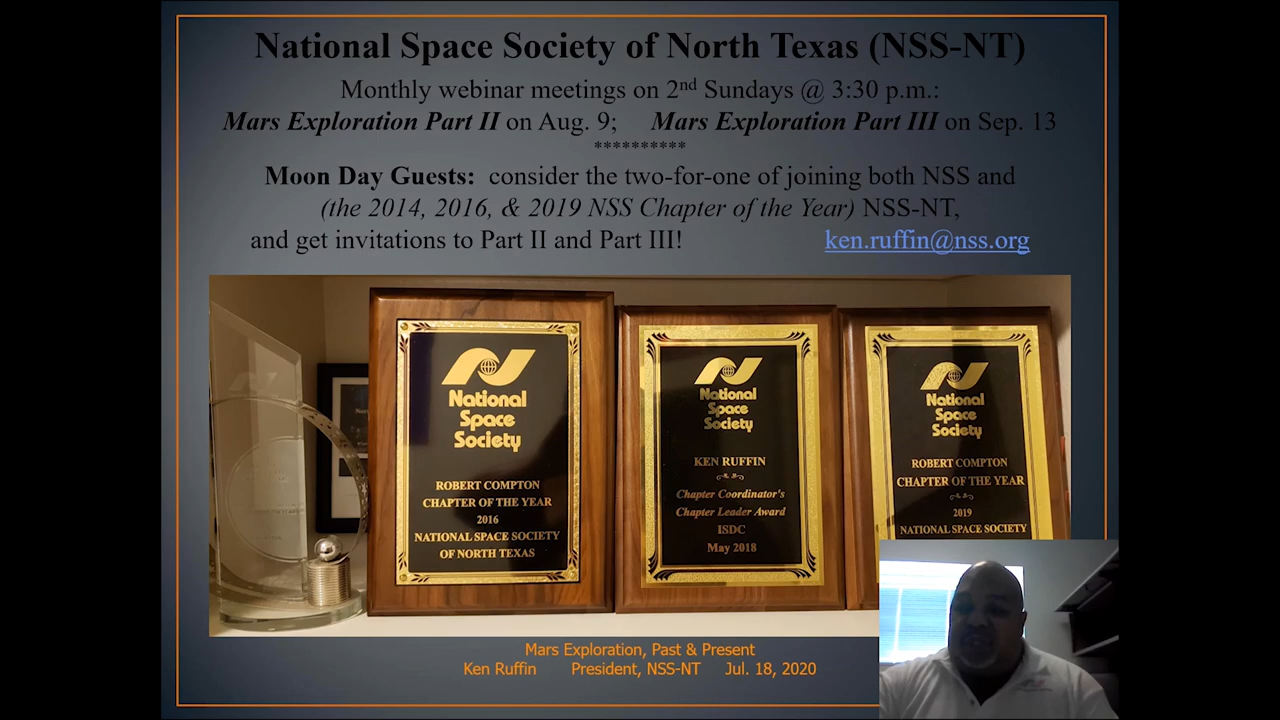 National Space Society of North Texas (NSS-NT)
Monthly webinar meetings on 2nd Sundays @ 3:30 p.m.:
Mars Exploration Part II on Aug. 9; Mars Exploration Part III on Sep. 13
**********
Moon Day Guests: consider the two-for-one of joining both NSS and
(the 2014, 2016, & 2019 NSS Chapter of the Year) NSS-NT,
and get invitations to Part II and Part III! ken.ruffin@nss.org
National
Space
Society
ROBERT COMPTON
CHAPTER OF THE YEAR
2016
NATIONAL SPACE SOCIETY
OF NORTH TEXAS
National
Space
Society
KEN RUFFIN
Chapter Coordinator's
Chapter Leader Award
ISDC
May 2018
National
Space
Society
ROBERT COMPTON
CHAPTER OF THE YEAR
2019
NATIONAL SPACE SOCIETY
Mars Exploration, Past & Present
Ken Ruffin President, NSS-NT Jul. 18, 2020